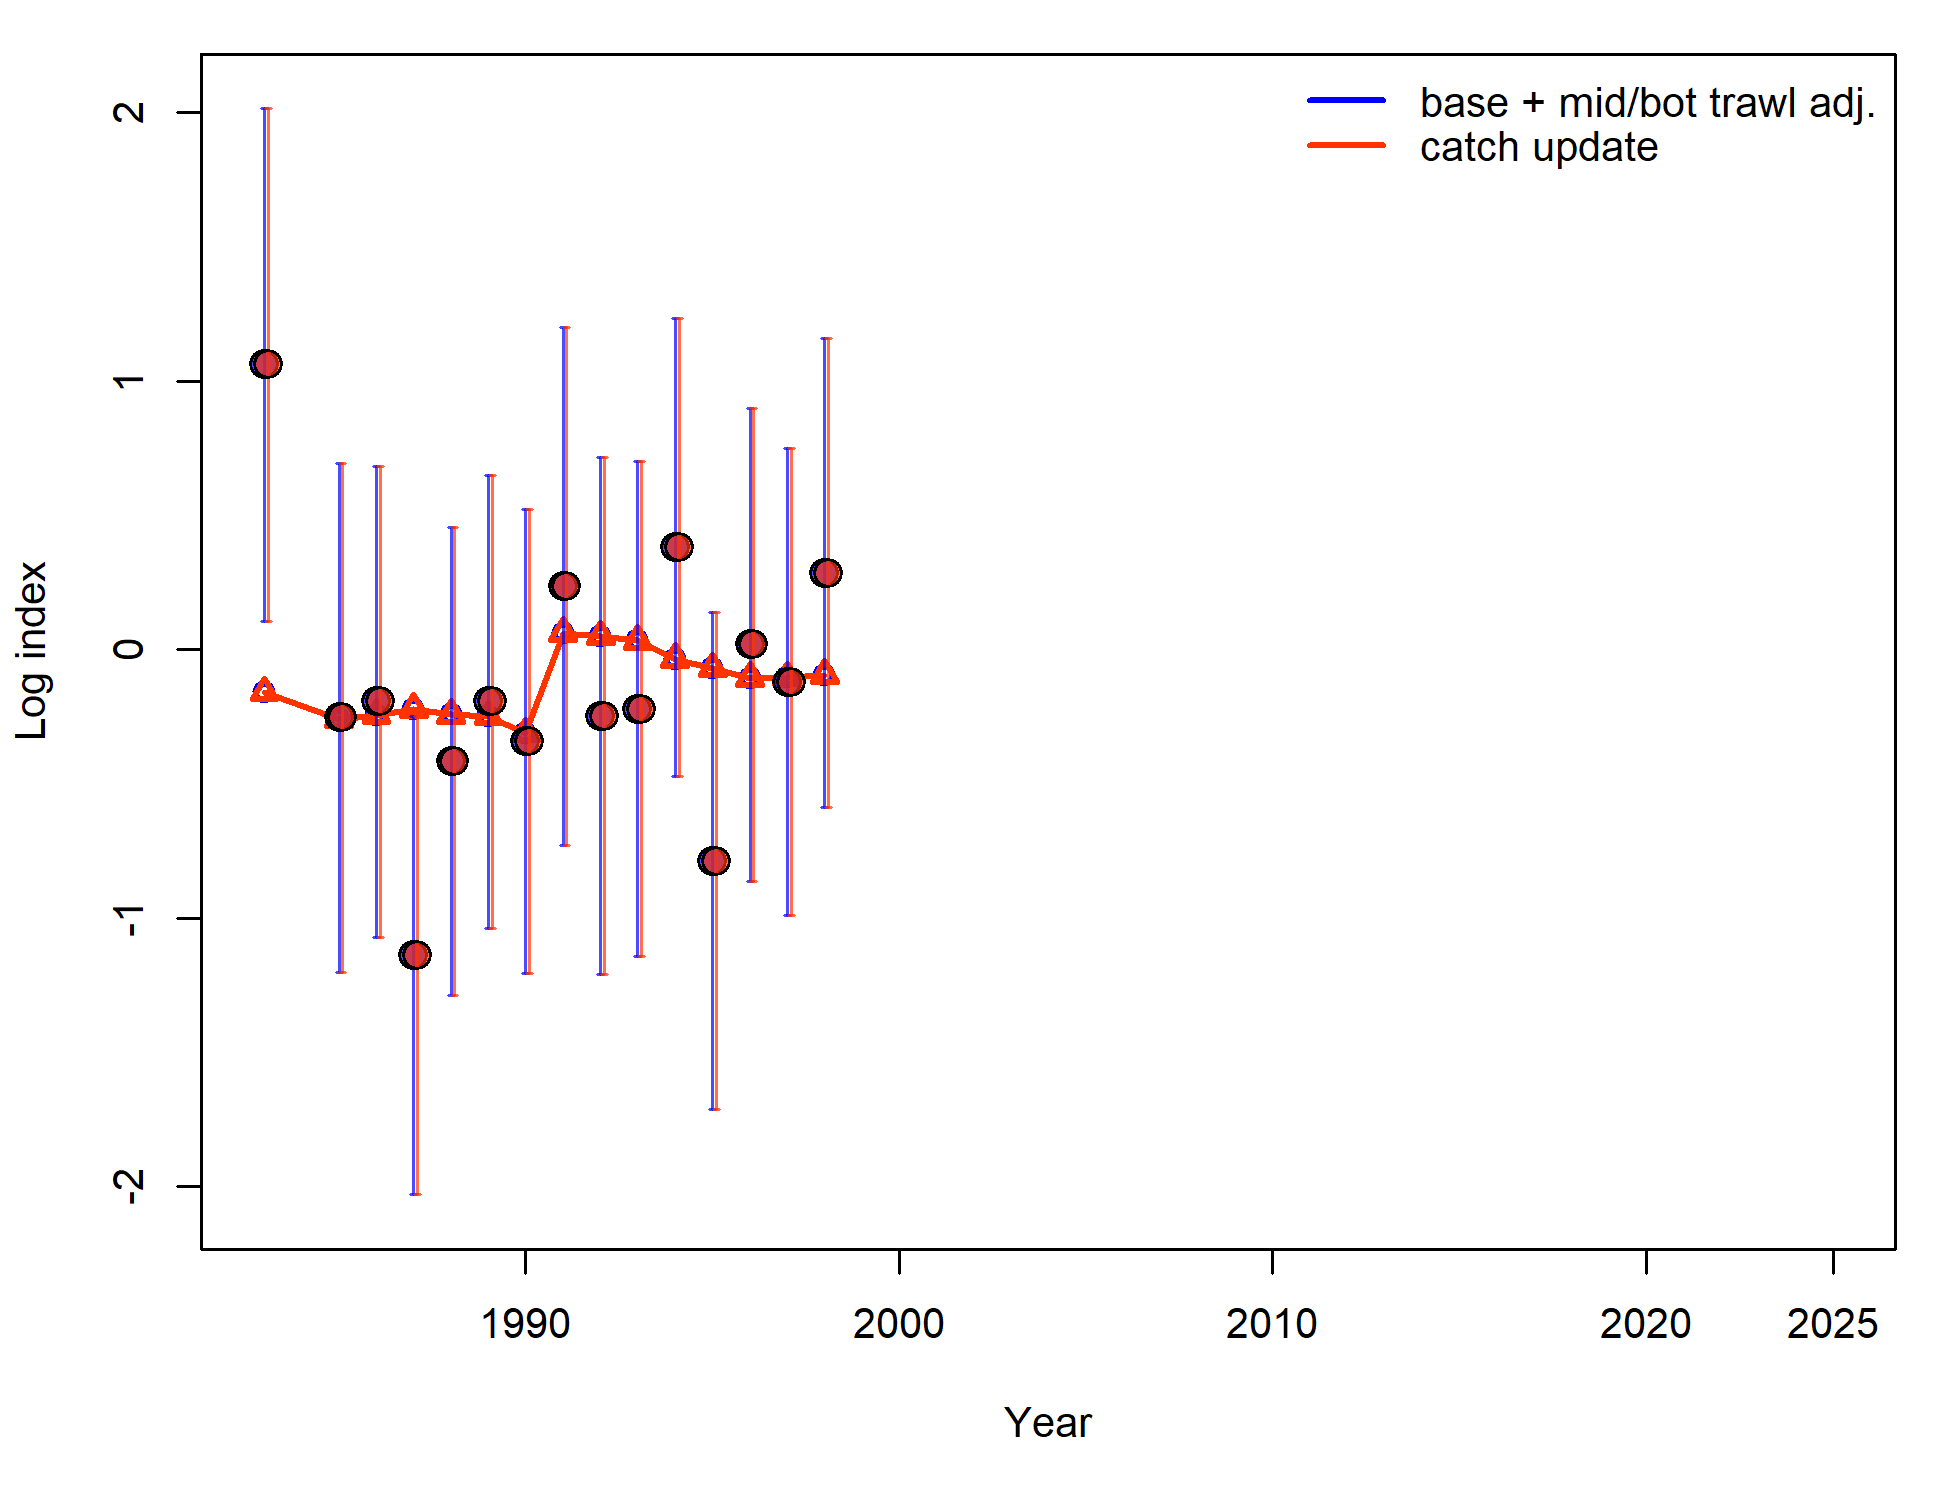 base + mid/bot trawl adj.
catch update
2
1
0
-1
-2
Log index
1990
2000
2010
2020
2025
Year